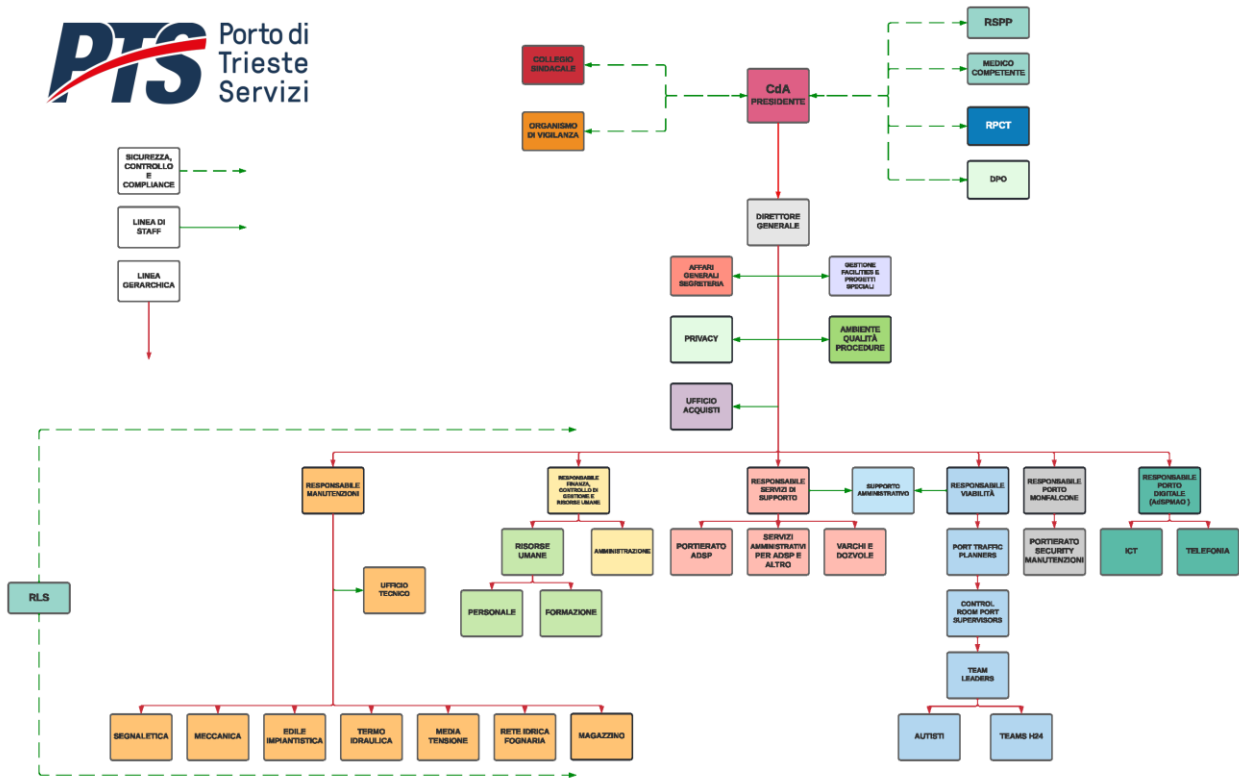 PTS
Porto di
Trieste
Servizi
COLLEGIO
SINDACALE
ORGANISMO
DI VIGILANZA
CdA
PRESIDENTE
RSPP
MEDICO
COMPETENTE
RPCT
DPO
SICUREZZA,
CONTROLLO
E
COMPLIANCE
LINEA DI
STAFF
LINEA
GERARCHICA
DIRETTORE
GENERALE
AFFARI
GENERALI
SEGRETERIA
GESTIONE
FACILITIES E
PROGETTI
SPECIALI
PRIVACY
AMBIENTE
QUALITÀ
PROCEDURE
UFFICIO
ACQUISTI
RESPONSABILE
MANUTENZIONI
RESPONSABILE
FINANZA,
CONTROLLO DI
GESTIONE E
RISORSE UMANE
RESPONSABILE
SERVIZI DI
SUPPORTO
SUPPORTO
AMMINISTRATIVO
RESPONSABILE
VIABILITÀ
RESPONSABILE
PORTO
MONFALCONE
RESPONSABILE
PORTO
DIGITALE
(AdSPMAO )
RISORSE
UMANE
AMMINISTRAZIONE
PORTIERATO
ADSP
SERVIZI
AMMINISTRATIVI
PER ADSP E
ALTRO
VARCHI E
DOZVOLE
PORT TRAFFIC
PLANNERS
PORTIERATO
SECURITY
MANUTENZIONI
ICT
TELEFONIA
RLS
UFFICIO
TECNICO
PERSONALE
FORMAZIONE
CONTROL
ROOM PORT
SUPERVISORS
TEAM
LEADERS
SEGNALETICA
MECCANICA
EDILE
IMPIANTISTICA
TERMO
IDRAULICA
MEDIA
TENSIONE
RETE IDRICA
FOGNARIA
MAGAZZINO
AUTISTI
TEAMS H24